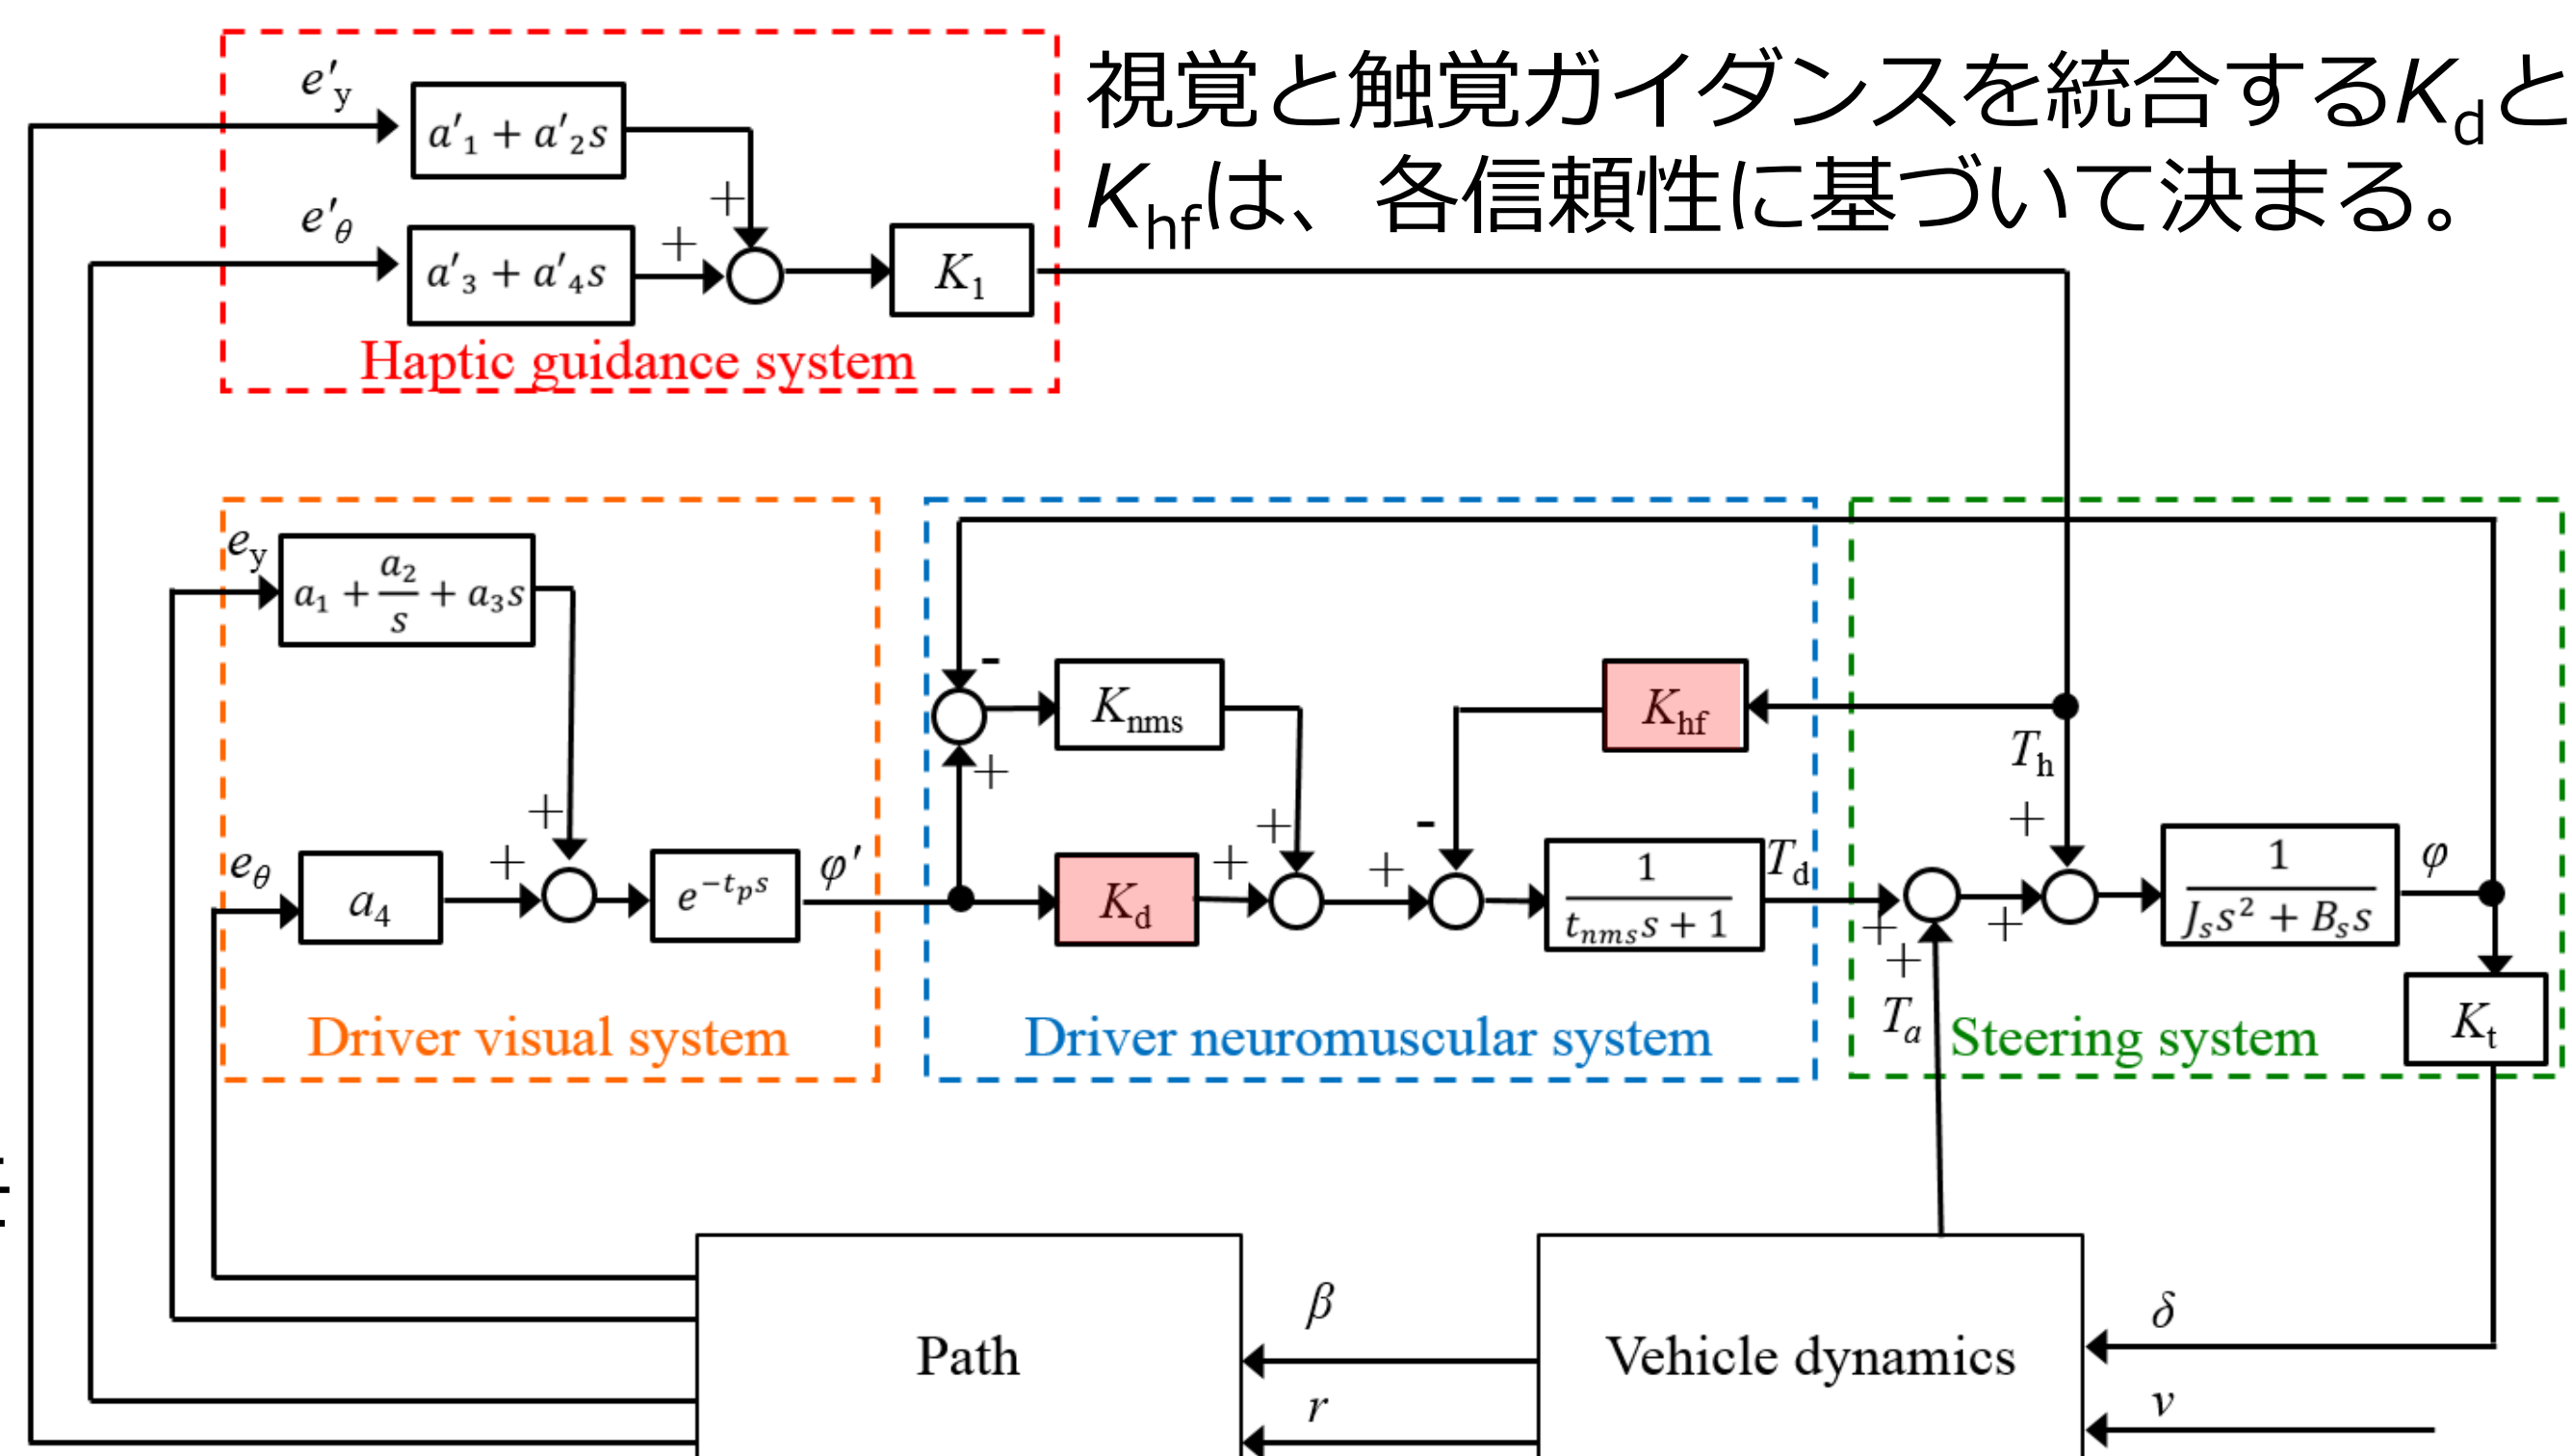 視覚と触覚ガイダンスを統合するKdと
Khfは、各信頼性に基づいて決まる。
e′y
a′1 + a′2s
+
e′θ
a′3 + a′4s
+
K1
Haptic guidance system
ey
a1 + a2/s + a3s
+
eθ
a4
+
e−tps
φ′
Driver visual system
-
Knms
+
Khf
+
-
Kd
+
+
1/(tnmss + 1)
Td
Driver neuromuscular system
Th
+
+
+
+
Ta
1/(Jss2 + Bss)
φ
Kt
Steering system
Path
β
r
Vehicle dynamics
δ
v